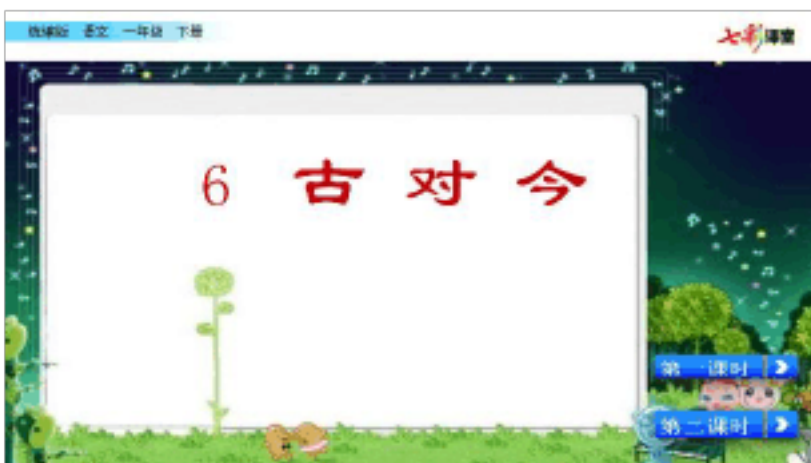 统编版 语文 一年级 下册
七彩课堂
6 古对今
第一课时
第二课时